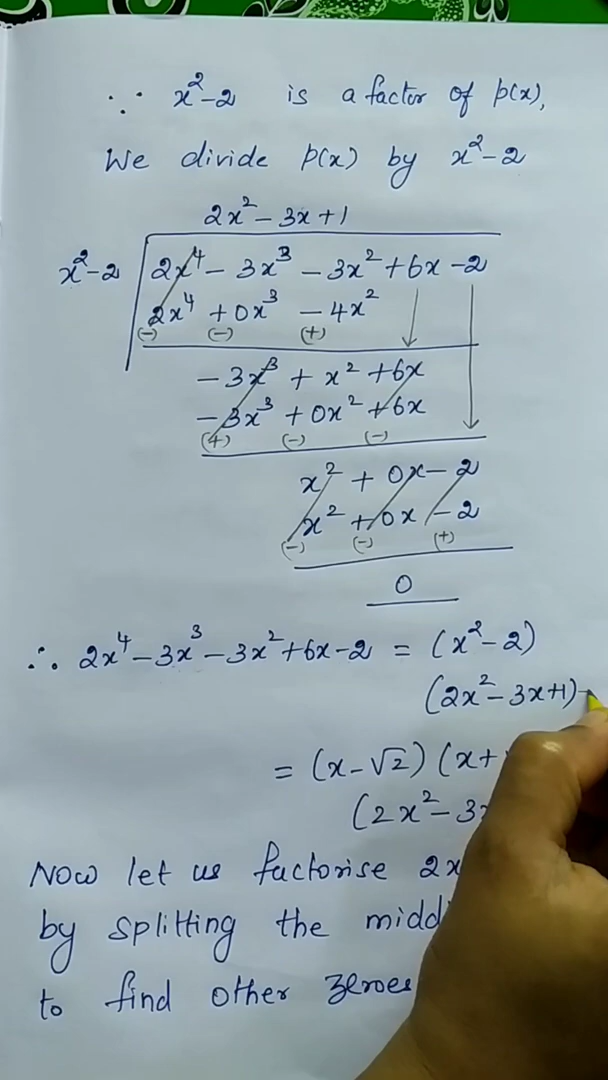 ∵ x²-2 is a factor of p(x),
We divide p(x) by x²-2
2x² - 3x + 1
x²-2 2x⁴ - 3x³ - 3x² + 6x - 2
2x⁴ + 0x³ - 4x²
(-) (-) (+)
- 3x³ + x² + 6x
- 3x³ + 0x² + 6x
(+) (-) (-)
x² + 0x - 2
x² + 0x - 2
(-) (-) (+)
0
∴ 2x⁴ - 3x³ - 3x² + 6x - 2 = (x² - 2)
(2x² - 3x + 1)
= (x - √2) (x +
(2x² - 3
Now let us factorise 2x
by splitting the
to find other zeroes